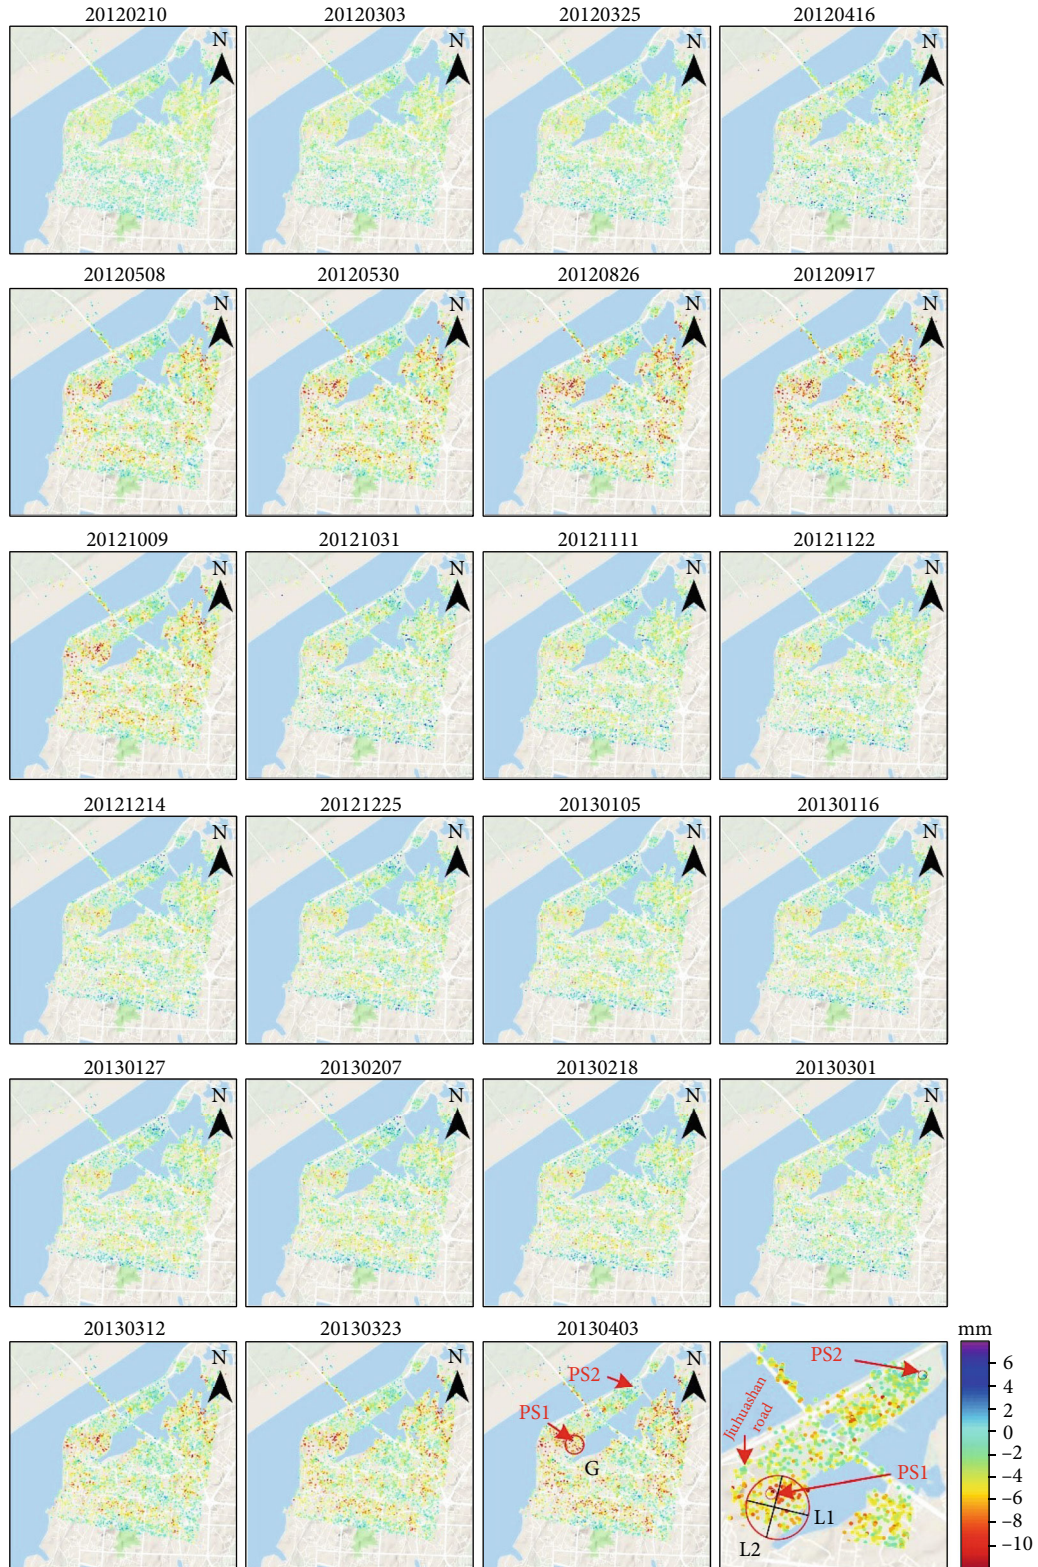 20120210 20120303 20120325 20120416
N N N N
20120508 20120530 20120826 20120917
N N N N
20121009 20121031 20121111 20121122
N N N N
20121214 20121225 20130105 20130116
N N N N
20130127 20130207 20130218 20130301
N N N N
20130312 20130323 20130403
N N N
PS2
PS1
G
PS2
Jiuhuashan
road
PS1
L1
L2
mm
6
4
2
0
−2
−4
−6
−8
−10